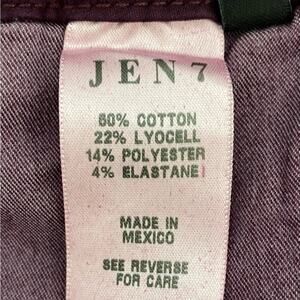 JEN7
60% COTTON
22% LYOCELL
14% POLYESTER
4% ELASTANE
MADE IN
MEXICO
SEE REVERSE
FOR CARE